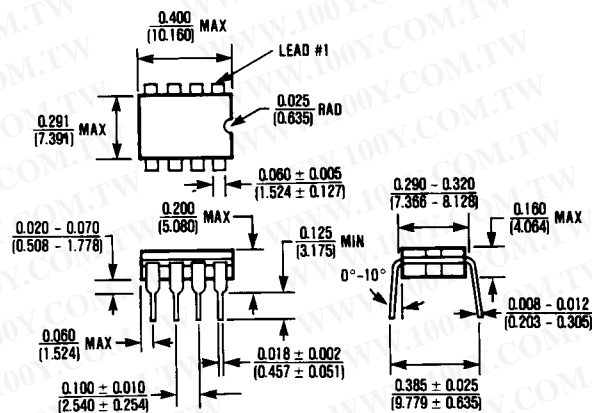 0.400
(10.160) MAX
LEAD #1
0.291
(7.391) MAX
0.025
(0.635) RAD
0.060 ± 0.005
(1.524 ± 0.127)
0.290 - 0.320
(7.366 - 8.128)
0.160
(4.064) MAX
0.020 - 0.070
(0.508 - 1.778)
0.200
(5.080) MAX
0.125
(3.175) MIN
0°-10°
0.008 - 0.012
(0.203 - 0.305)
0.060
(1.524) MAX
0.018 ± 0.002
(0.457 ± 0.051)
0.100 ± 0.010
(2.540 ± 0.254)
0.385 ± 0.025
(9.779 ± 0.635)
WWW.100Y.COM.TW